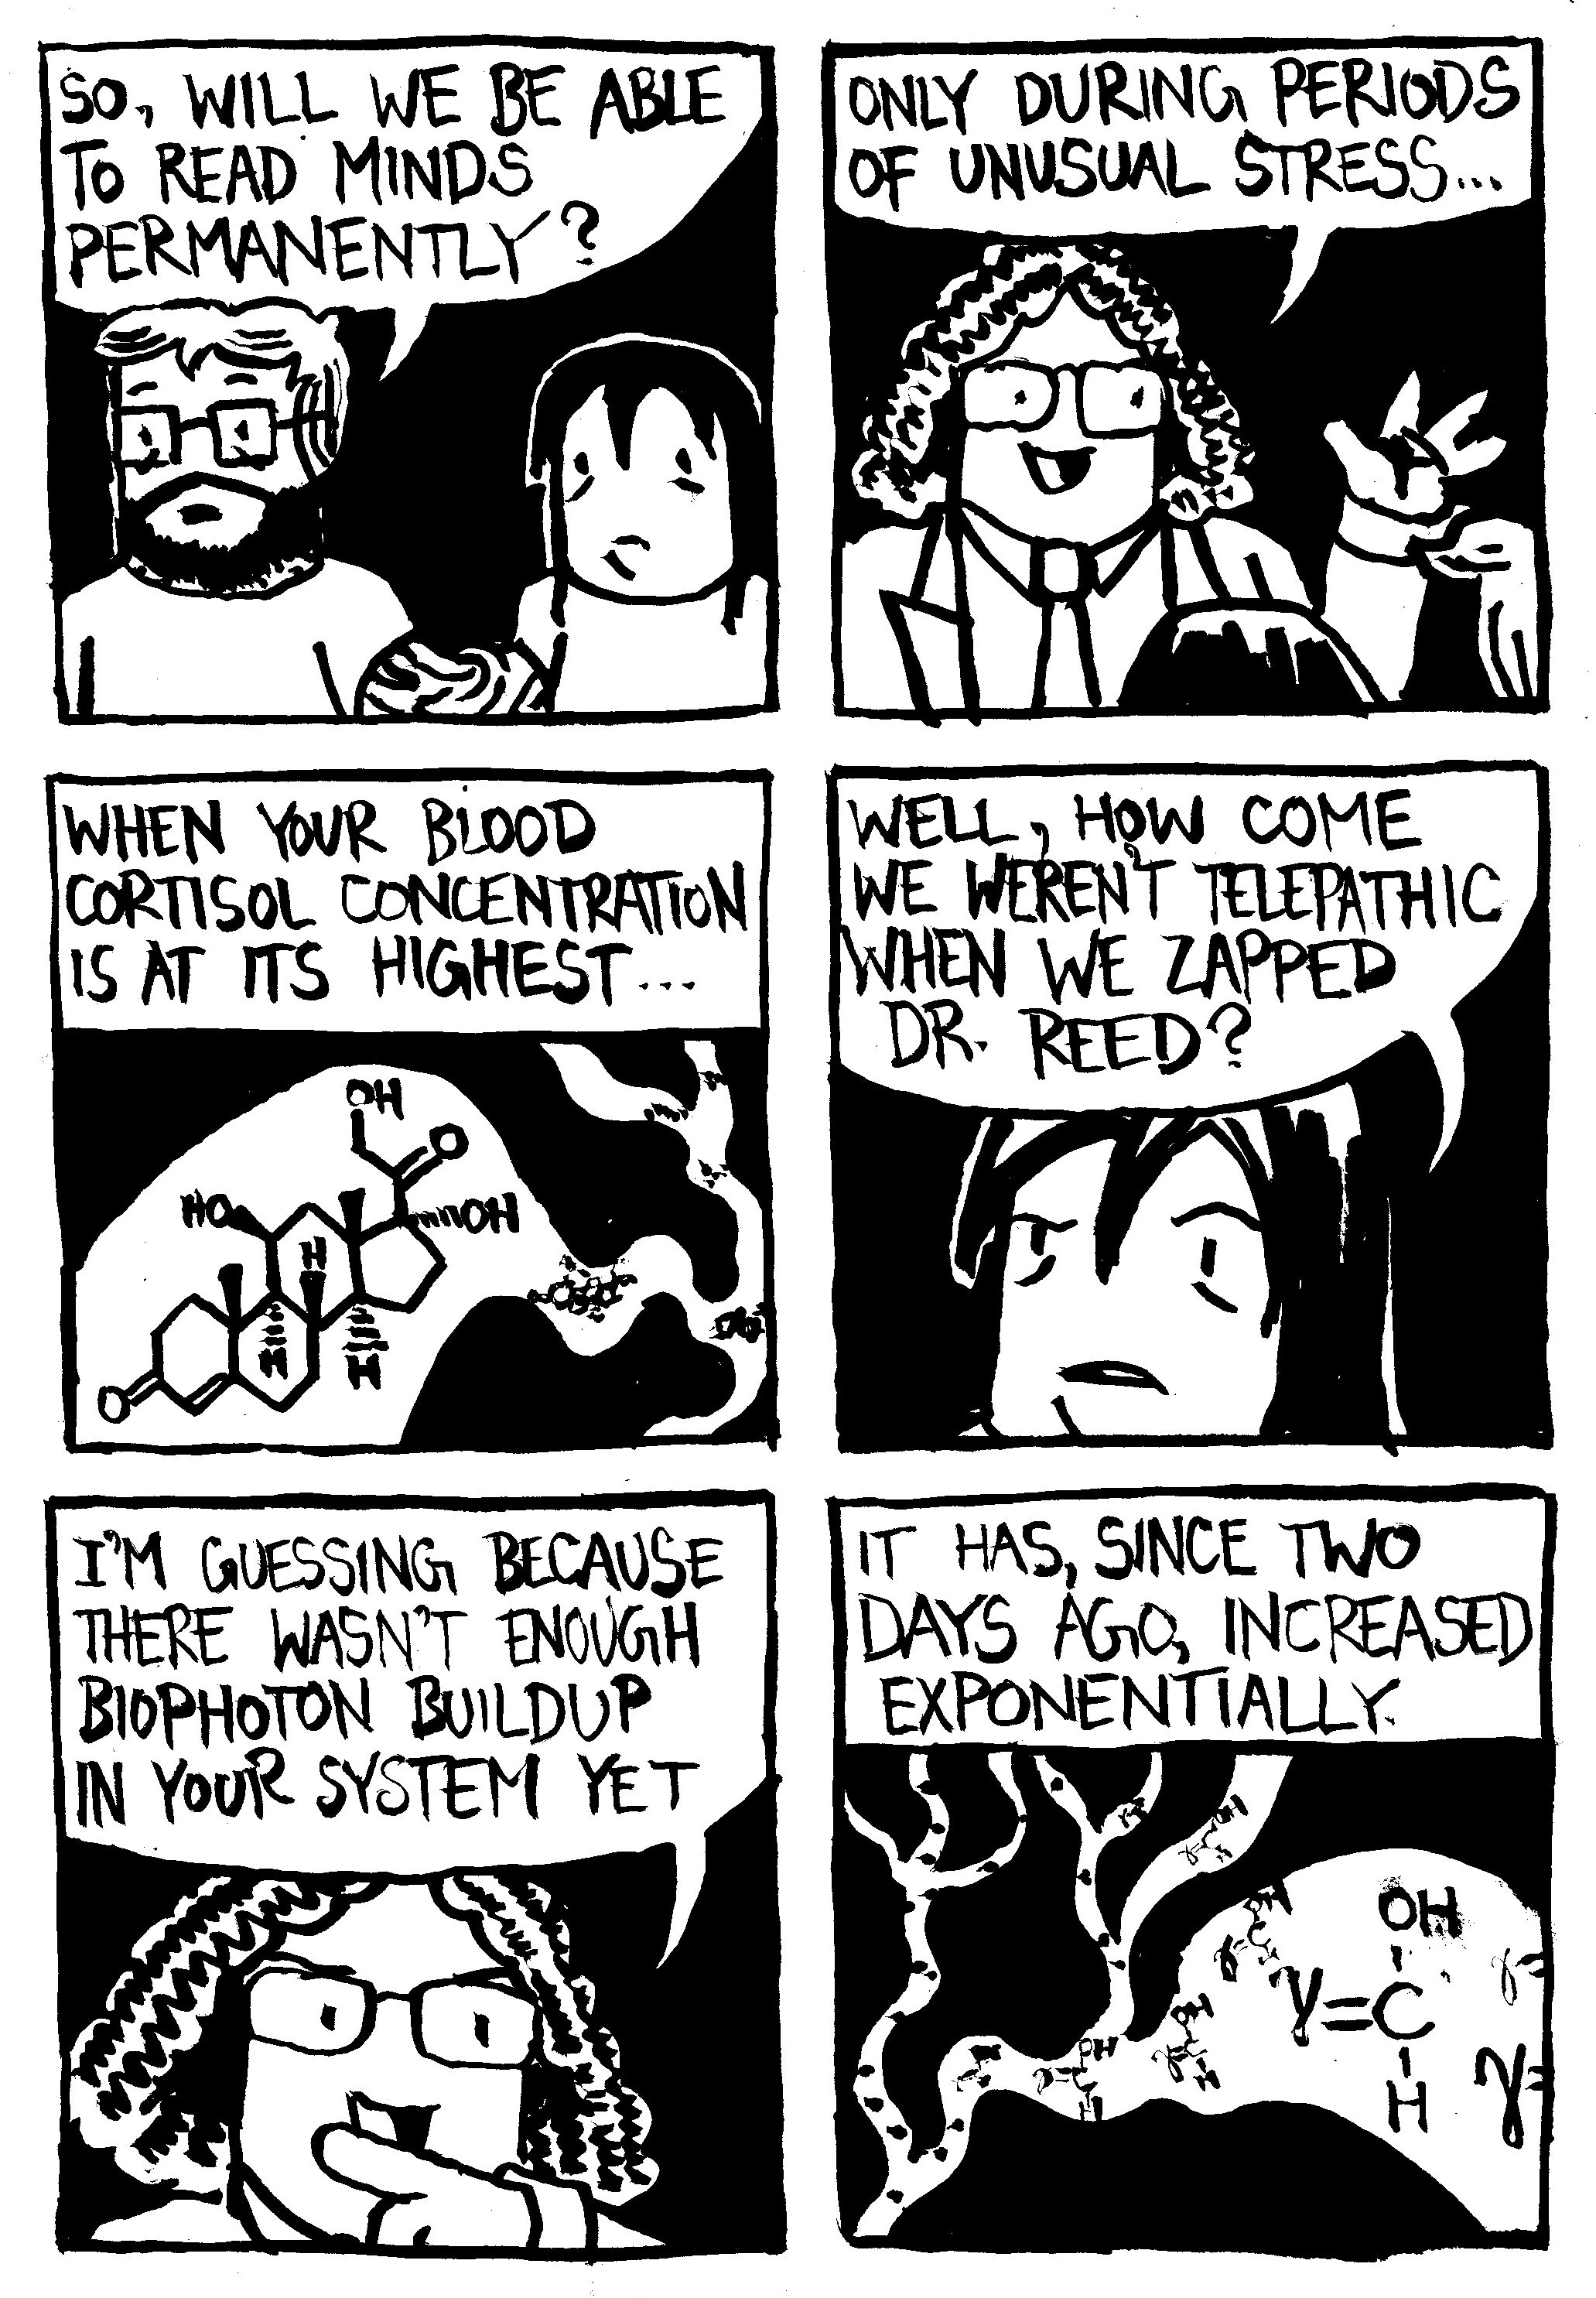 SO, WILL WE BE ABLE
TO READ MINDS
PERMANENTLY?
ONLY DURING PERIODS
OF UNUSUAL STRESS...
WHEN YOUR BLOOD
CORTISOL CONCENTRATION
IS AT ITS HIGHEST...
OH
O
HO
OH
H
H
H
O
WELL, HOW COME
WE WEREN'T TELEPATHIC
WHEN WE ZAPPED
DR. REED?
I'M GUESSING BECAUSE
THERE WASN'T ENOUGH
BIOPHOTON BUILDUP
IN YOUR SYSTEM YET
IT HAS, SINCE TWO
DAYS AGO, INCREASED
EXPONENTIALLY.
OH
γ=C
H
γ